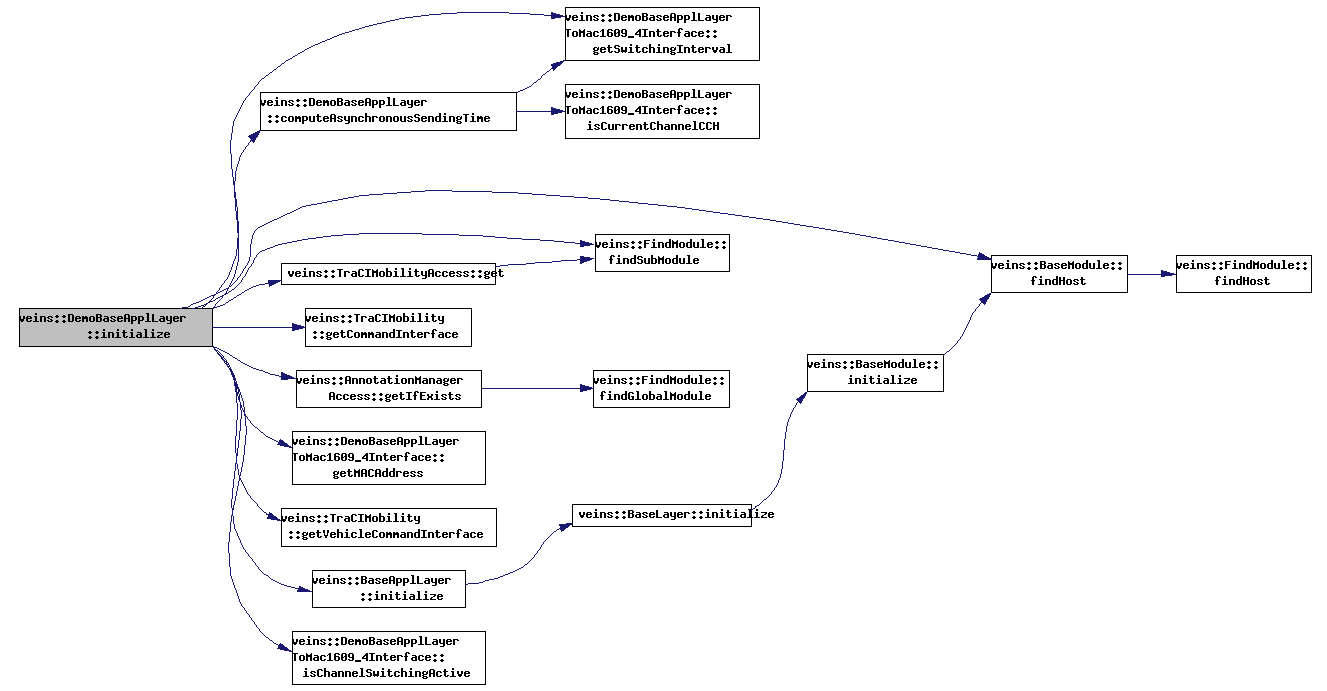 veins::DemoBaseApplLayer
ToMac1609_4Interface::
getSwitchingInterval
veins::DemoBaseApplLayer
::computeAsynchronousSendingTime
veins::DemoBaseApplLayer
ToMac1609_4Interface::
isCurrentChannelCCH
veins::FindModule::
findSubModule
veins::TraCIMobilityAccess::get
veins::BaseModule::
findHost
veins::FindModule::
findHost
veins::DemoBaseApplLayer
::initialize
veins::TraCIMobility
::getCommandInterface
veins::AnnotationManager
Access::getIfExists
veins::FindModule::
findGlobalModule
veins::BaseModule::
initialize
veins::DemoBaseApplLayer
ToMac1609_4Interface::
getMACAddress
veins::TraCIMobility
::getVehicleCommandInterface
veins::BaseLayer::initialize
veins::BaseApplLayer
::initialize
veins::DemoBaseApplLayer
ToMac1609_4Interface::
isChannelSwitchingActive